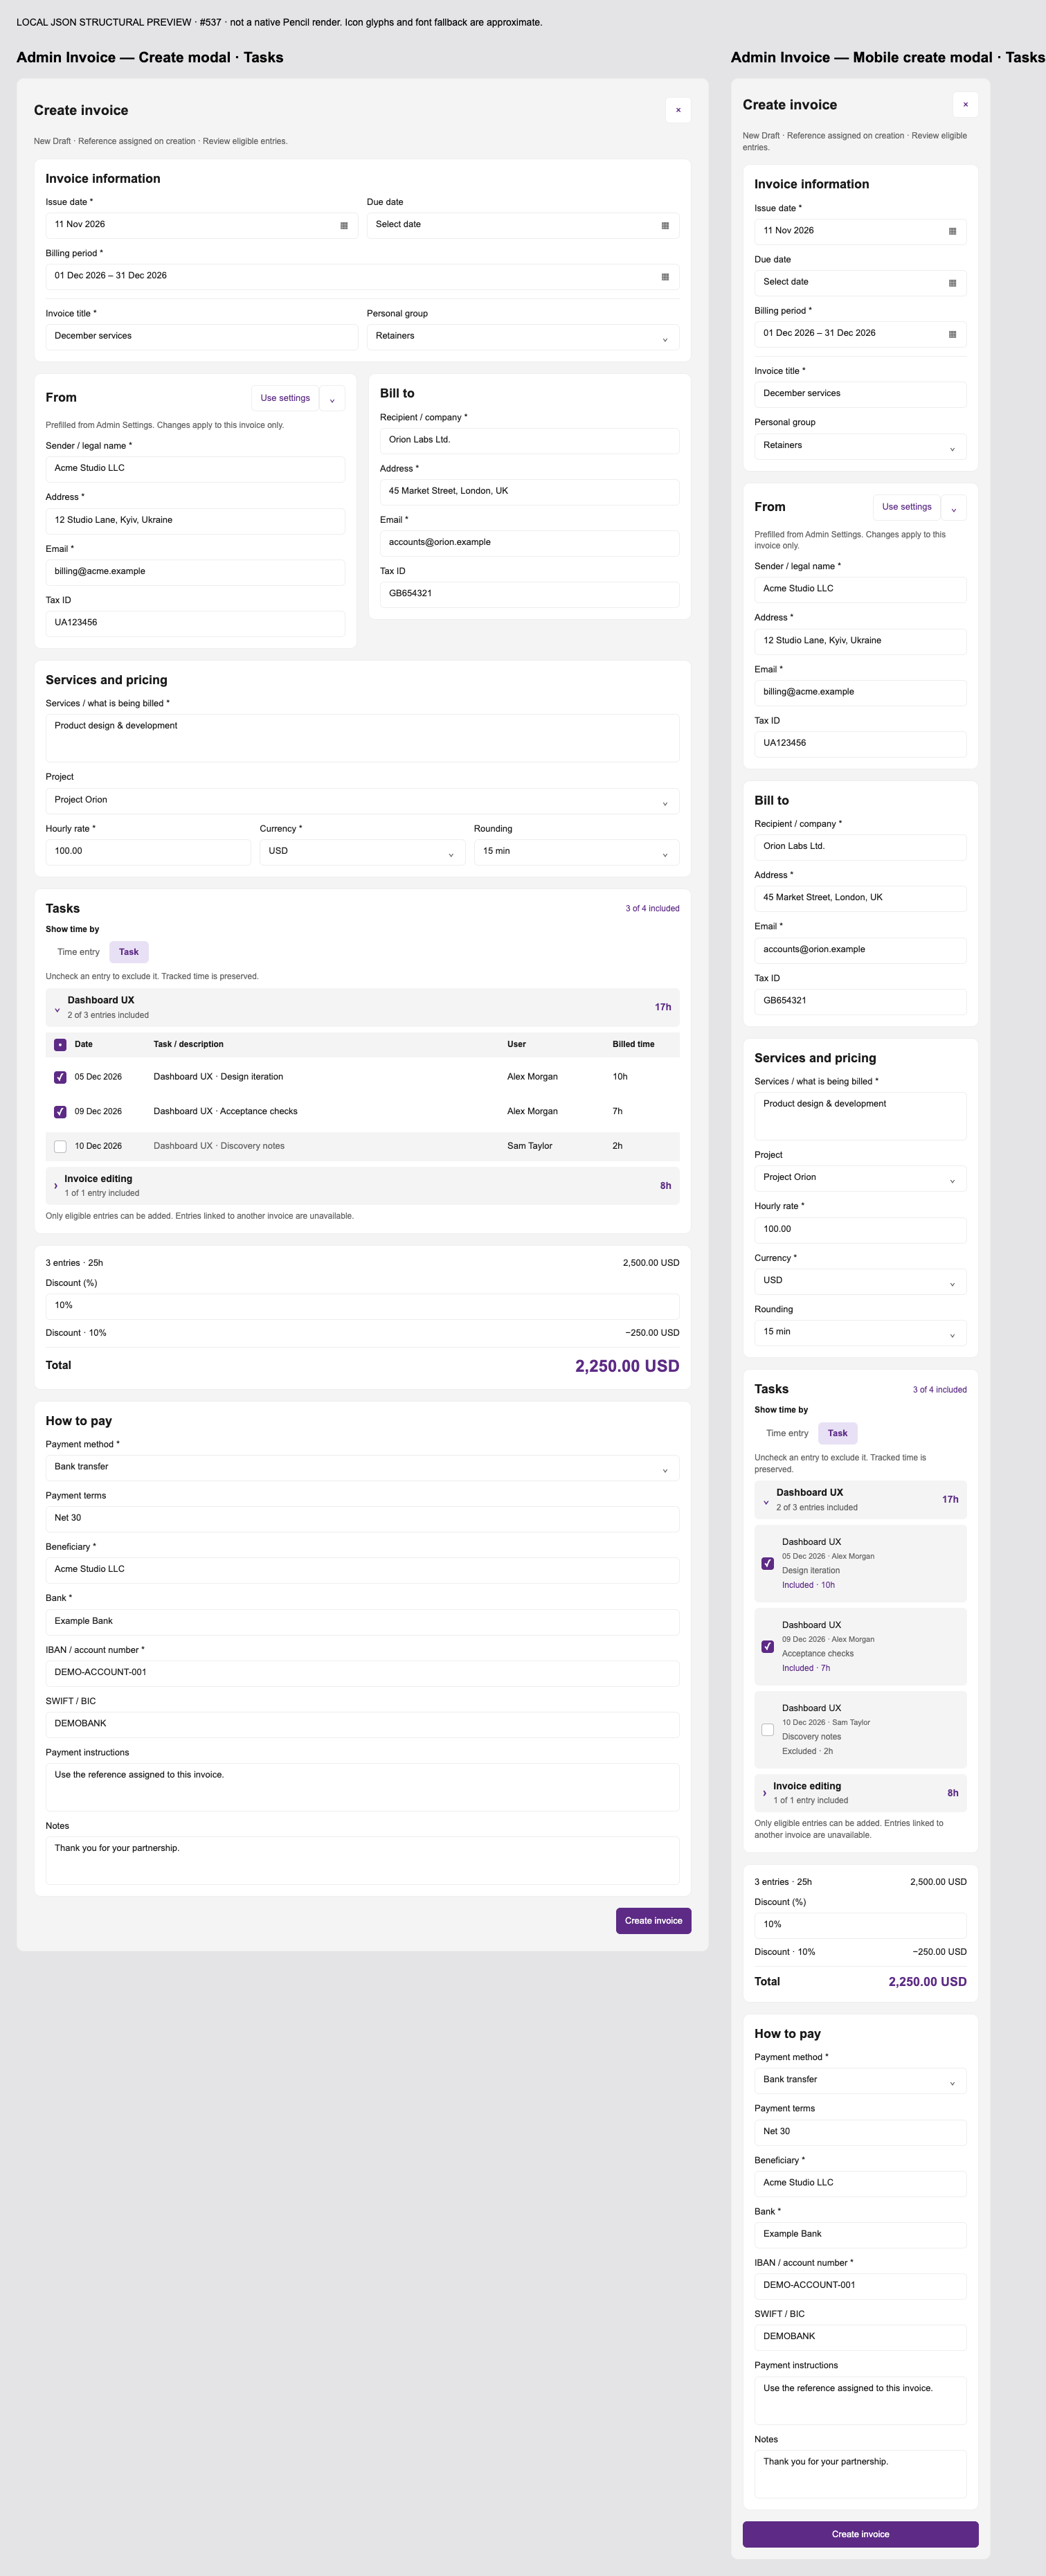 LOCAL JSON STRUCTURAL PREVIEW · #537 · not a native Pencil render. Icon glyphs and font fallback are approximate.
Admin Invoice — Create modal · Tasks
Create invoice
×
New Draft · Reference assigned on creation · Review eligible entries.
Invoice information
Issue date *
Due date
11 Nov 2026
Select date
Billing period *
01 Dec 2026 – 31 Dec 2026
Invoice title *
Personal group
December services
Retainers
From
Use settings
Prefilled from Admin Settings. Changes apply to this invoice only.
Sender / legal name *
Acme Studio LLC
Address *
12 Studio Lane, Kyiv, Ukraine
Email *
billing@acme.example
Tax ID
UA123456
Bill to
Recipient / company *
Orion Labs Ltd.
Address *
45 Market Street, London, UK
Email *
accounts@orion.example
Tax ID
GB654321
Services and pricing
Services / what is being billed *
Product design & development
Project
Project Orion
Hourly rate *
Currency *
Rounding
100.00
USD
15 min
Tasks
3 of 4 included
Show time by
Time entry
Task
Uncheck an entry to exclude it. Tracked time is preserved.
Dashboard UX
2 of 3 entries included
17h
Date Task / description User Billed time
05 Dec 2026 Dashboard UX · Design iteration Alex Morgan 10h
09 Dec 2026 Dashboard UX · Acceptance checks Alex Morgan 7h
10 Dec 2026 Dashboard UX · Discovery notes Sam Taylor 2h
Invoice editing
1 of 1 entry included
8h
Only eligible entries can be added. Entries linked to another invoice are unavailable.
3 entries · 25h 2,500.00 USD
Discount (%)
10%
Discount · 10% −250.00 USD
Total 2,250.00 USD
How to pay
Payment method *
Bank transfer
Payment terms
Net 30
Beneficiary *
Acme Studio LLC
Bank *
Example Bank
IBAN / account number *
DEMO-ACCOUNT-001
SWIFT / BIC
DEMOBANK
Payment instructions
Use the reference assigned to this invoice.
Notes
Thank you for your partnership.
Create invoice
Admin Invoice — Mobile create modal · Tasks
Create invoice
×
New Draft · Reference assigned on creation · Review eligible
entries.
Invoice information
Issue date *
11 Nov 2026
Due date
Select date
Billing period *
01 Dec 2026 – 31 Dec 2026
Invoice title *
December services
Personal group
Retainers
From
Use settings
Prefilled from Admin Settings. Changes apply to this
invoice only.
Sender / legal name *
Acme Studio LLC
Address *
12 Studio Lane, Kyiv, Ukraine
Email *
billing@acme.example
Tax ID
UA123456
Bill to
Recipient / company *
Orion Labs Ltd.
Address *
45 Market Street, London, UK
Email *
accounts@orion.example
Tax ID
GB654321
Services and pricing
Services / what is being billed *
Product design & development
Project
Project Orion
Hourly rate *
100.00
Currency *
USD
Rounding
15 min
Tasks
3 of 4 included
Show time by
Time entry
Task
Uncheck an entry to exclude it. Tracked time is
preserved.
Dashboard UX
2 of 3 entries included
17h
Dashboard UX
05 Dec 2026 · Alex Morgan
Design iteration
Included · 10h
Dashboard UX
09 Dec 2026 · Alex Morgan
Acceptance checks
Included · 7h
Dashboard UX
10 Dec 2026 · Sam Taylor
Discovery notes
Excluded · 2h
Invoice editing
1 of 1 entry included
8h
Only eligible entries can be added. Entries linked to
another invoice are unavailable.
3 entries · 25h 2,500.00 USD
Discount (%)
10%
Discount · 10% −250.00 USD
Total 2,250.00 USD
How to pay
Payment method *
Bank transfer
Payment terms
Net 30
Beneficiary *
Acme Studio LLC
Bank *
Example Bank
IBAN / account number *
DEMO-ACCOUNT-001
SWIFT / BIC
DEMOBANK
Payment instructions
Use the reference assigned to this invoice.
Notes
Thank you for your partnership.
Create invoice